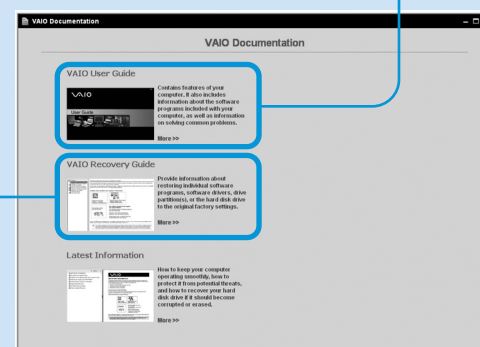 VAIO Documentation
VAIO Documentation
VAIO User Guide
VAIO
User Guide
Contains features of your
computer. It also includes
information about the software
programs included with your
computer, as well as information
on solving common problems.
More >>
VAIO Recovery Guide
Provide information about
restoring individual software
programs, software drivers, drive
partition(s), or the hard disk drive
to the original factory settings.
More >>
Latest Information
VAIO
How to keep your computer
operating smoothly, how to
protect it from potential threats,
and how to recover your hard
disk drive if it should become
corrupted or erased.
More >>